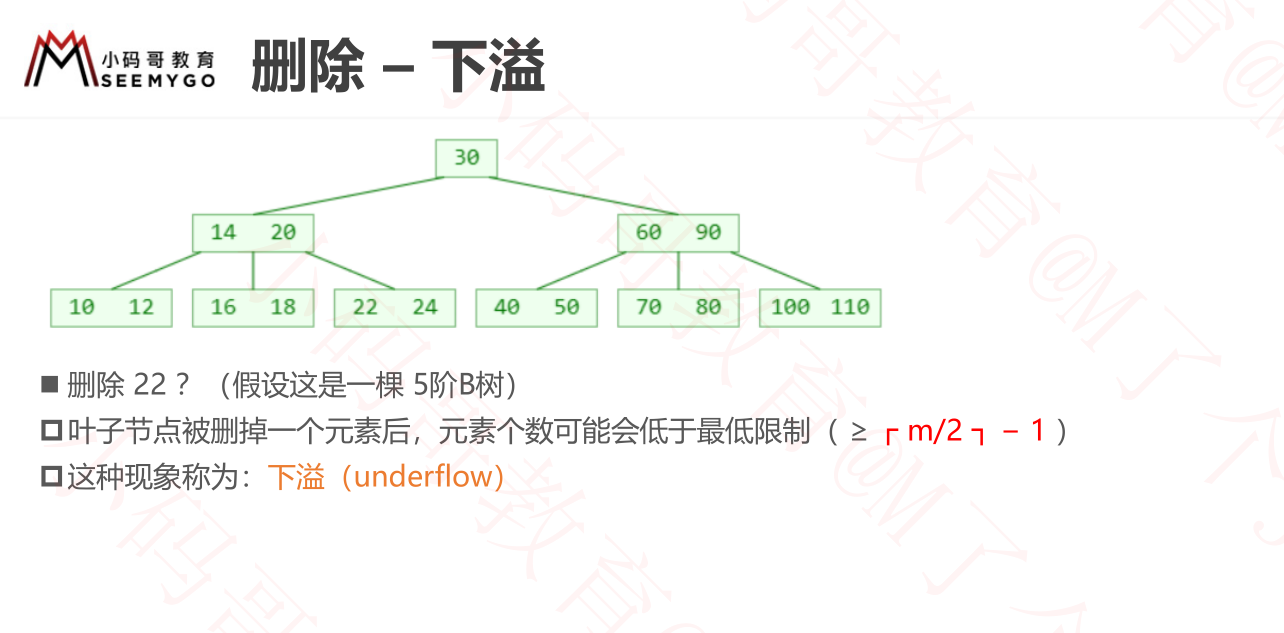 小码哥教育
SEEMYGO
删除 – 下溢
30
14 20
60 90
10 12
16 18
22 24
40 50
70 80
100 110
■ 删除 22 ？（假设这是一棵 5阶B树）
叶子节点被删掉一个元素后，元素个数可能会低于最低限制（ ≥ ┌ m/2 ┐ − 1 ）
这种现象称为：下溢（underflow）